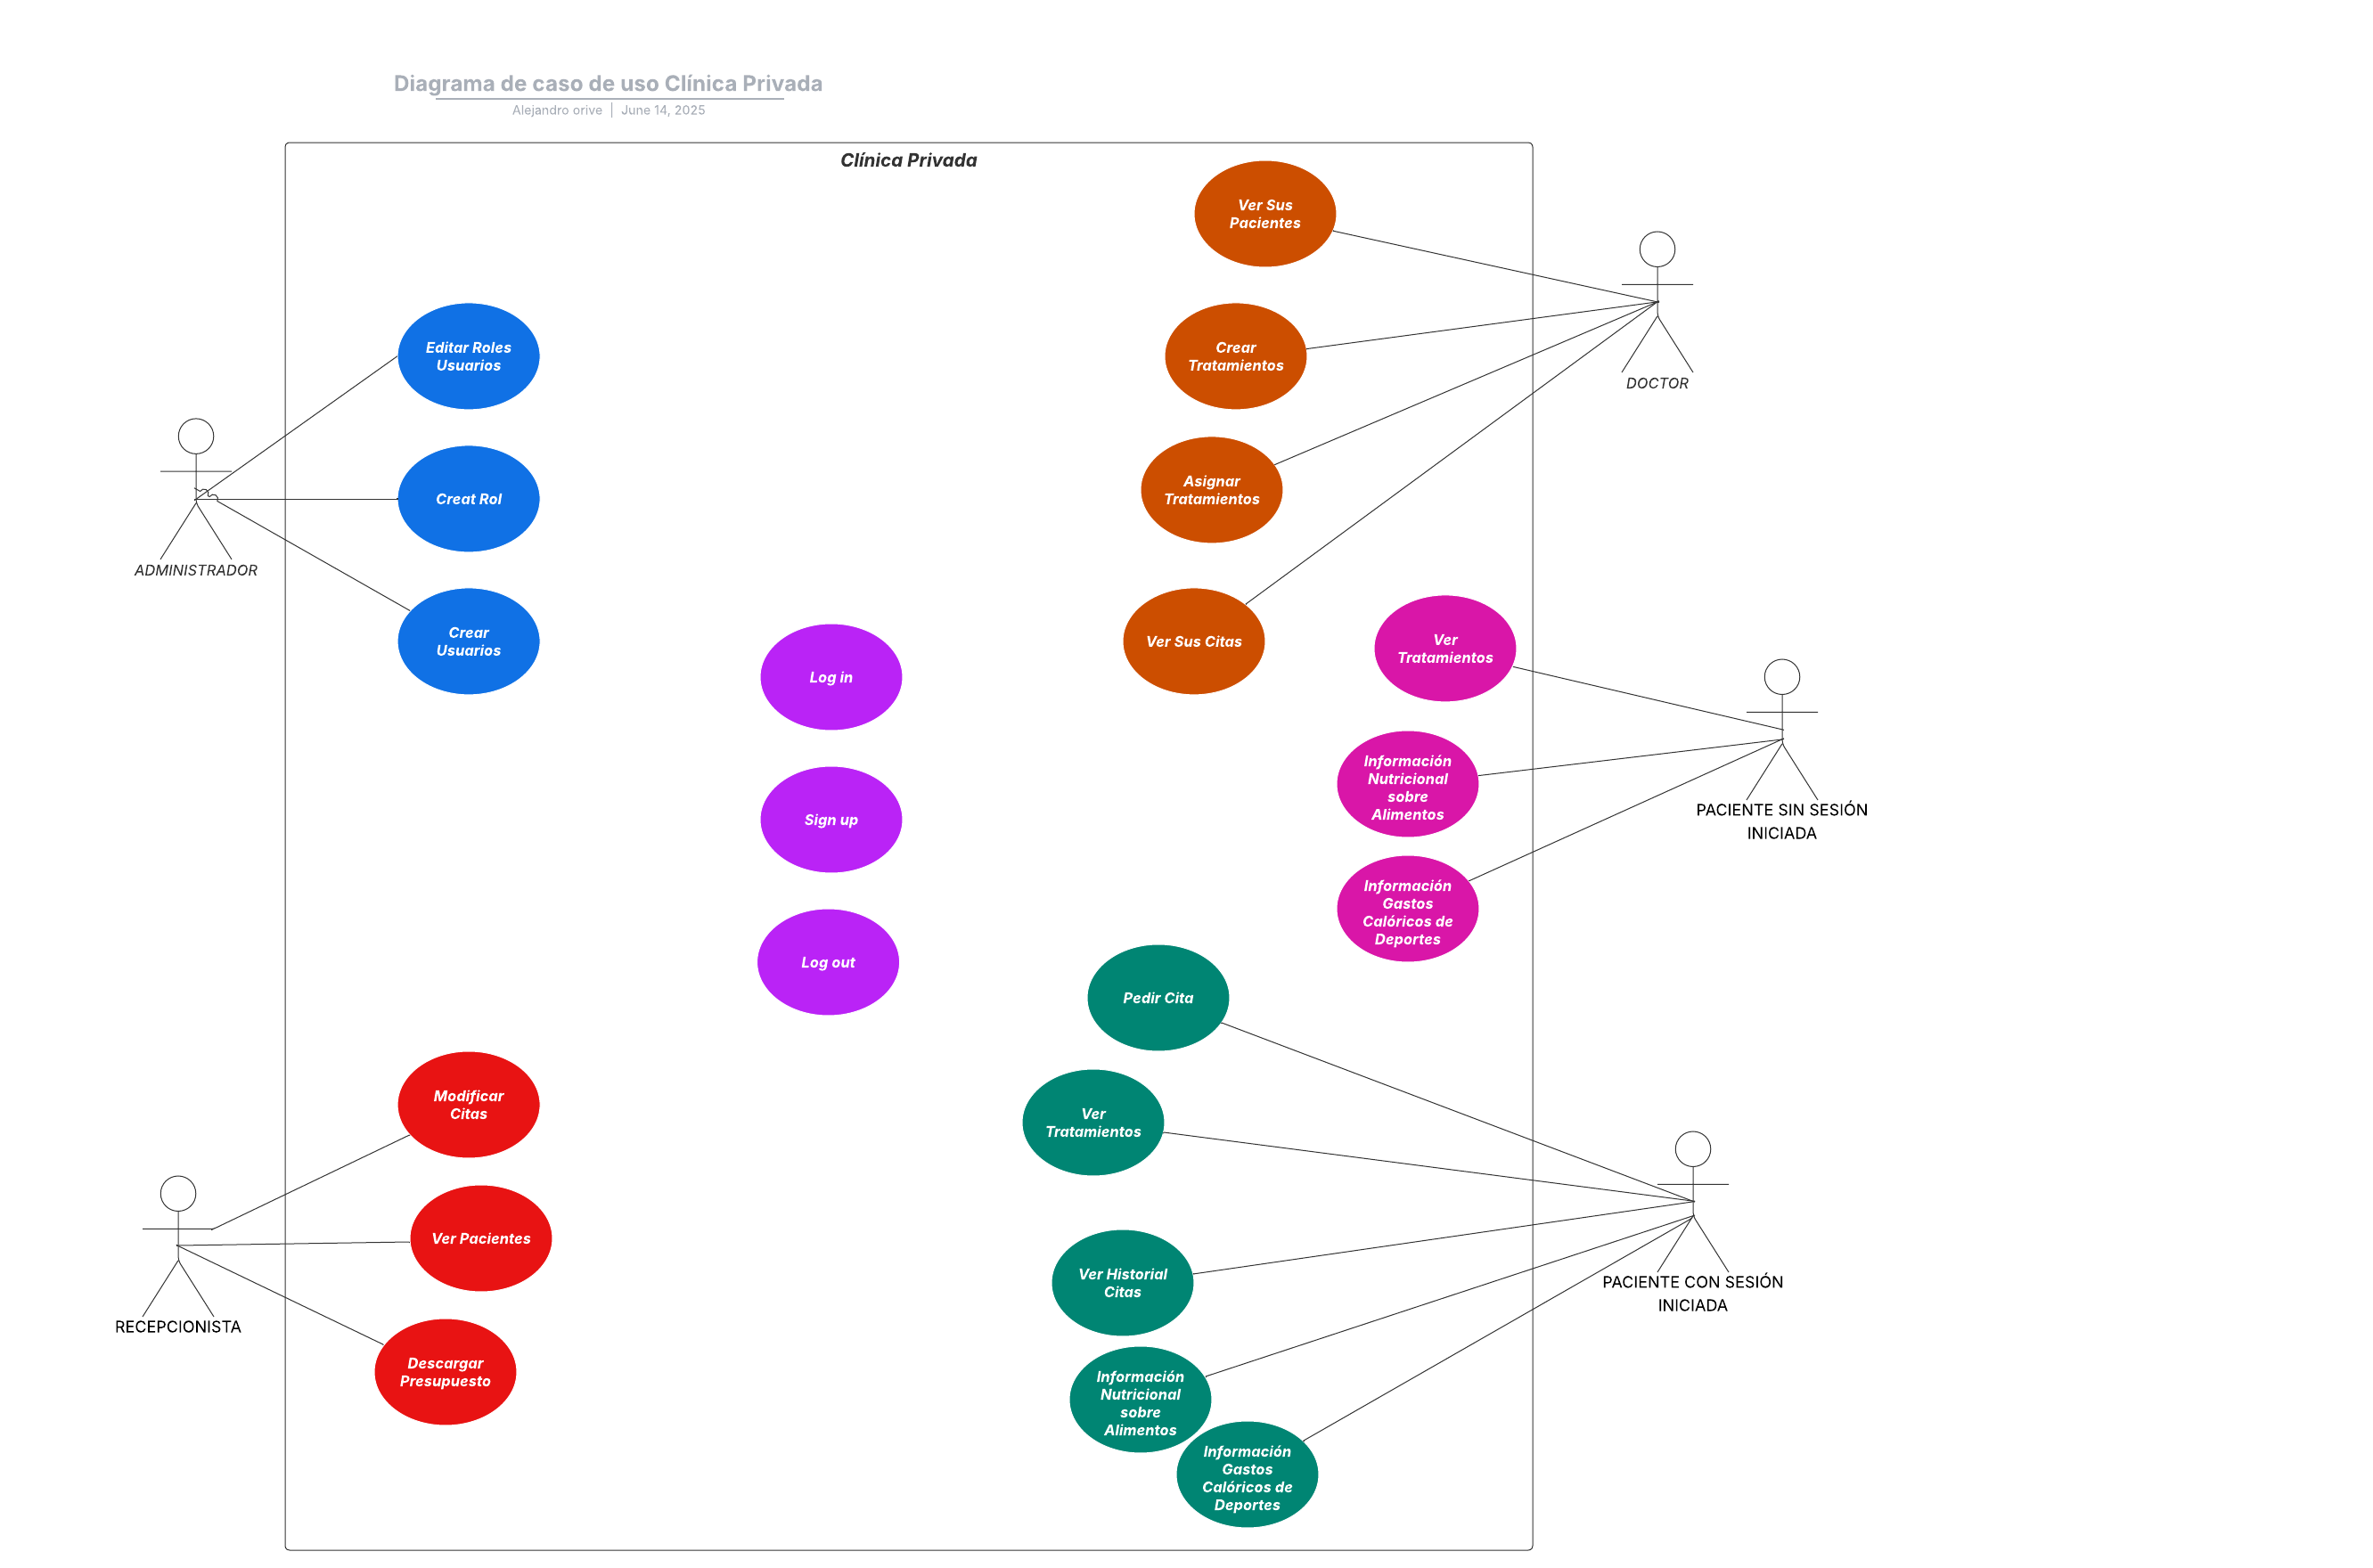 Diagrama de caso de uso Clínica Privada
Alejandro orive | June 14, 2025
Clínica Privada
Ver Sus
Pacientes
Editar Roles
Usuarios
Crear
Tratamientos
DOCTOR
Creat Rol
Asignar
Tratamientos
ADMINISTRADOR
Crear
Usuarios
Ver Sus Citas
Ver
Tratamientos
Log in
Información
Nutricional
sobre
Alimentos
PACIENTE SIN SESIÓN
INICIADA
Sign up
Información
Gastos
Calóricos de
Deportes
Log out
Pedir Cita
Modificar
Citas
Ver
Tratamientos
Ver Pacientes
Ver Historial
Citas
PACIENTE CON SESIÓN
INICIADA
RECEPCIONISTA
Descargar
Presupuesto
Información
Nutricional
sobre
Alimentos
Información
Gastos
Calóricos de
Deportes